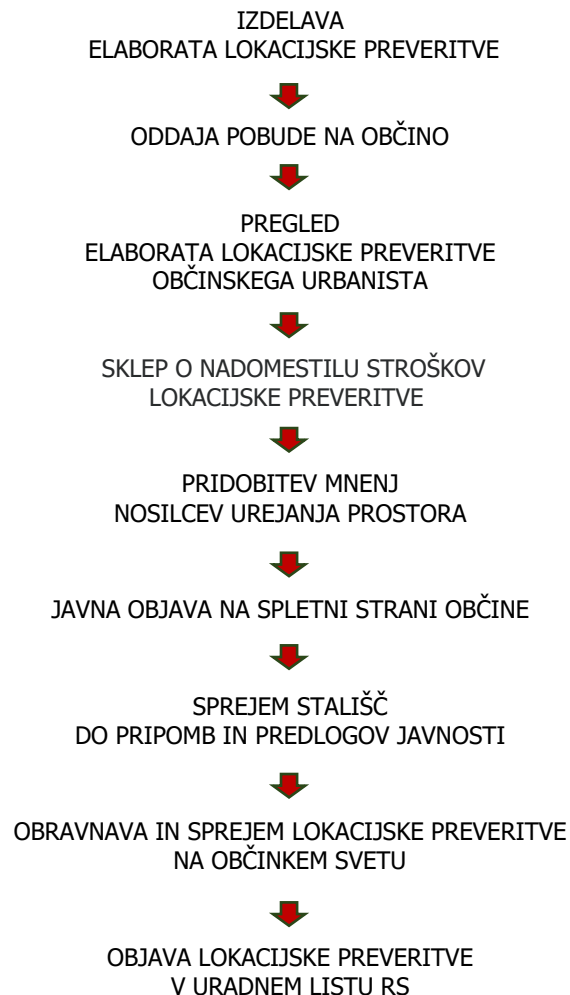 IZDELAVA
ELABORATA LOKACIJSKE PREVERITVE
ODDAJA POBUDE NA OBČINO
PREGLED
ELABORATA LOKACIJSKE PREVERITVE
OBČINSKEGA URBANISTA
SKLEP O NADOMESTILU STROŠKOV
LOKACIJSKE PREVERITVE
PRIDOBITEV MNENJ
NOSILCEV UREJANJA PROSTORA
JAVNA OBJAVA NA SPLETNI STRANI OBČINE
SPREJEM STALIŠČ
DO PRIPOMB IN PREDLOGOV JAVNOSTI
OBRAVNAVA IN SPREJEM LOKACIJSKE PREVERITVE
NA OBČINKEM SVETU
OBJAVA LOKACIJSKE PREVERITVE
V URADNEM LISTU RS